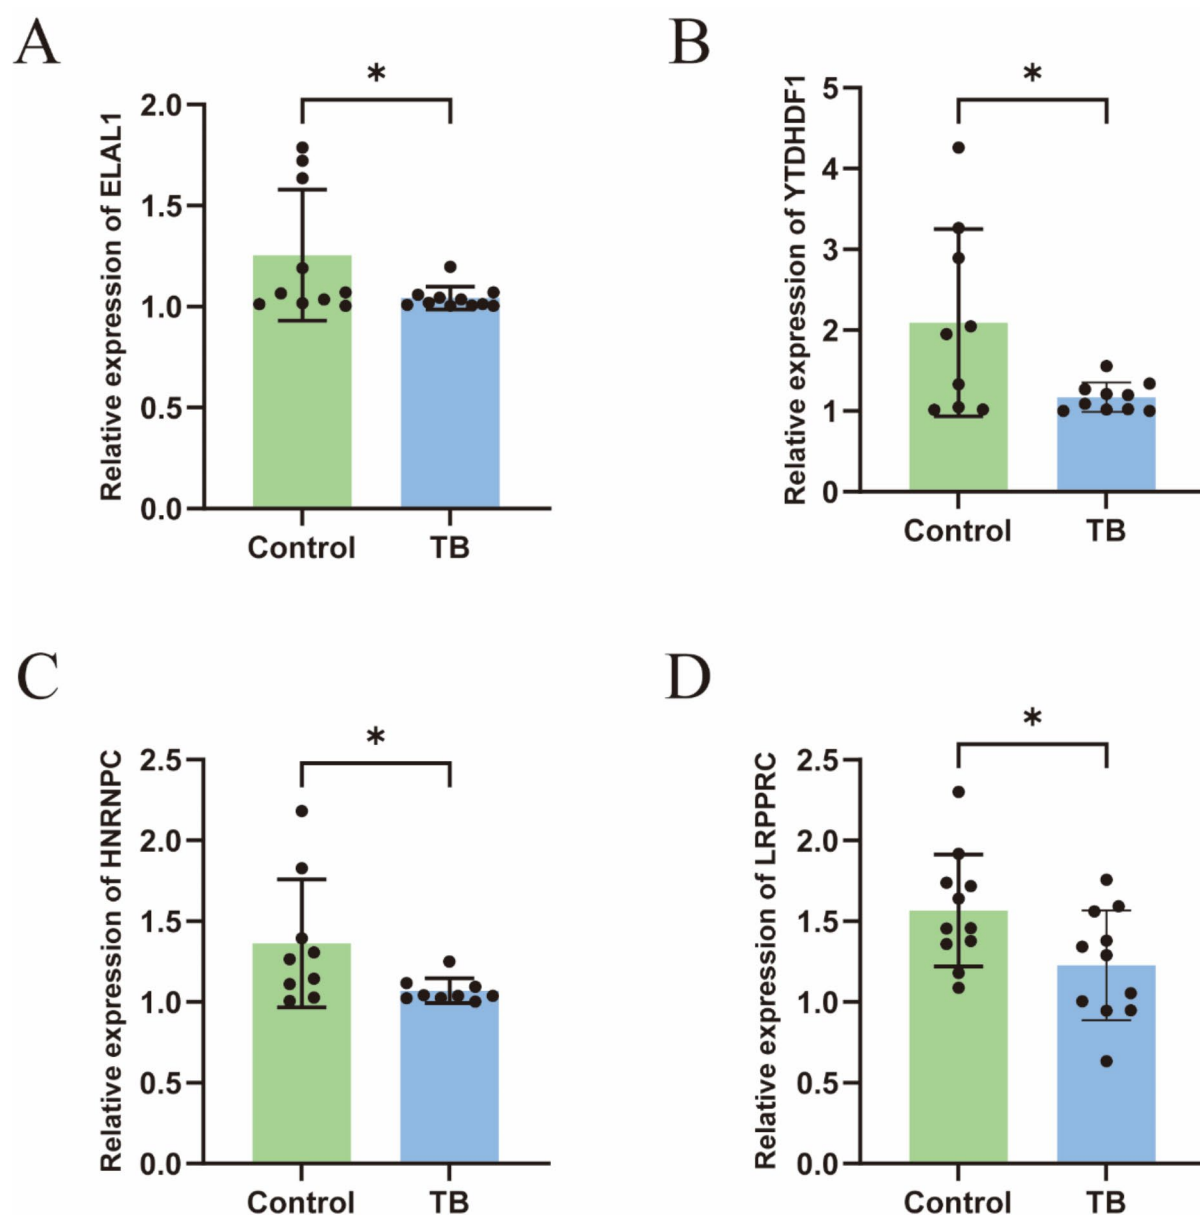 A
*
Relative expression of ELAL1
2.0
1.5
1.0
0.5
0.0
Control TB
B
*
Relative expression of YTDHDF1
5
4
3
2
1
0
Control TB
C
*
Relative expression of HNRNPC
2.5
2.0
1.5
1.0
0.5
0.0
Control TB
D
*
Relative expression of LRPPRC
2.5
2.0
1.5
1.0
0.5
0.0
Control TB